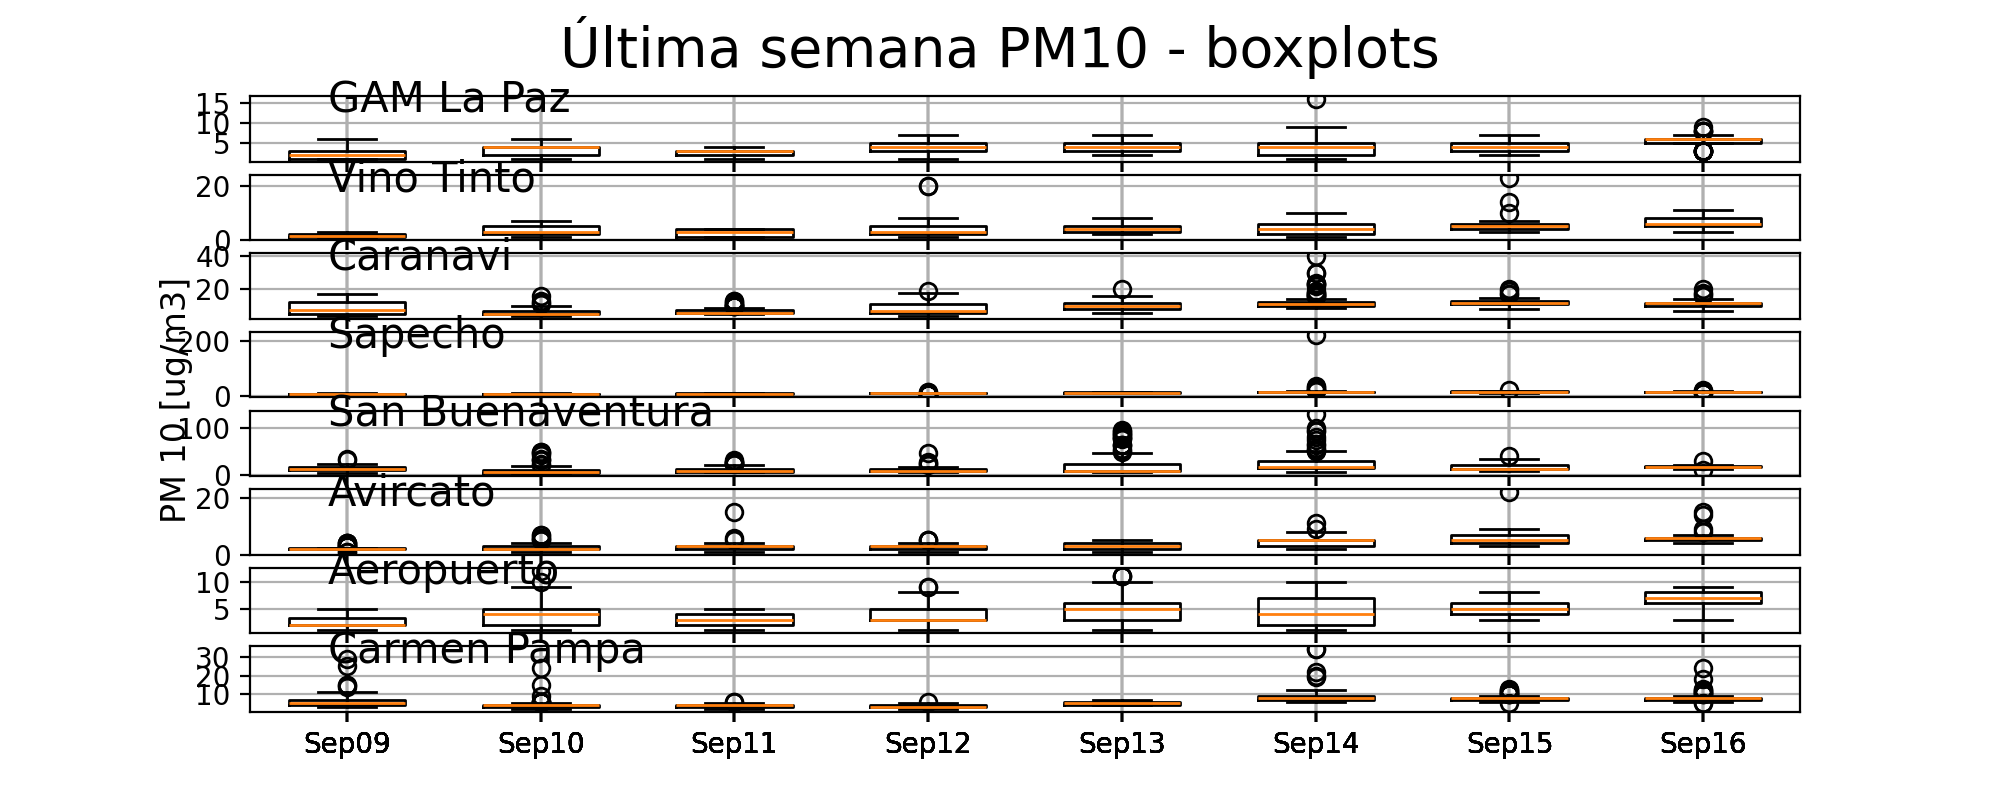 Última semana PM10 - boxplots
GAM La Paz
15
10
5
Vino Tinto
20
0
Caranavi
40
20
Sapecho
200
0
San Buenaventura
100
0
Avircato
20
0
Aeropuerto
10
5
Carmen Pampa
30
20
10
PM 10 [ug/m3]
Sep09 Sep10 Sep11 Sep12 Sep13 Sep14 Sep15 Sep16